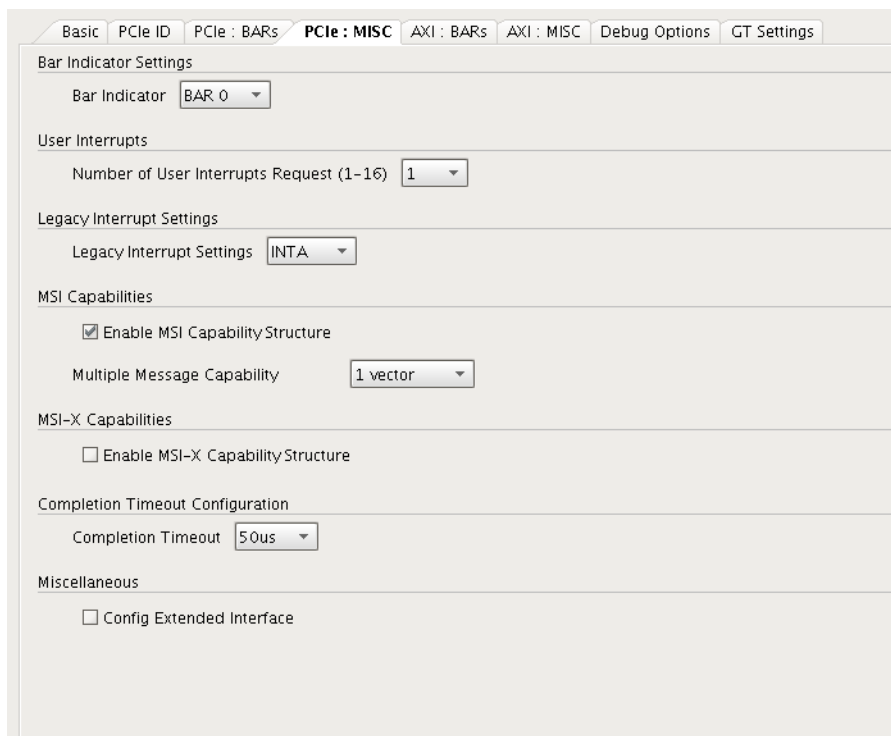 Basic PCIe ID PCIe : BARs PCIe : MISC AXI : BARs AXI : MISC Debug Options GT Settings
Bar Indicator Settings
Bar Indicator BAR 0
User Interrupts
Number of User Interrupts Request (1-16) 1
Legacy Interrupt Settings
Legacy Interrupt Settings INTA
MSI Capabilities
Enable MSI Capability Structure
Multiple Message Capability 1 vector
MSI-X Capabilities
Enable MSI-X Capability Structure
Completion Timeout Configuration
Completion Timeout 50us
Miscellaneous
Config Extended Interface